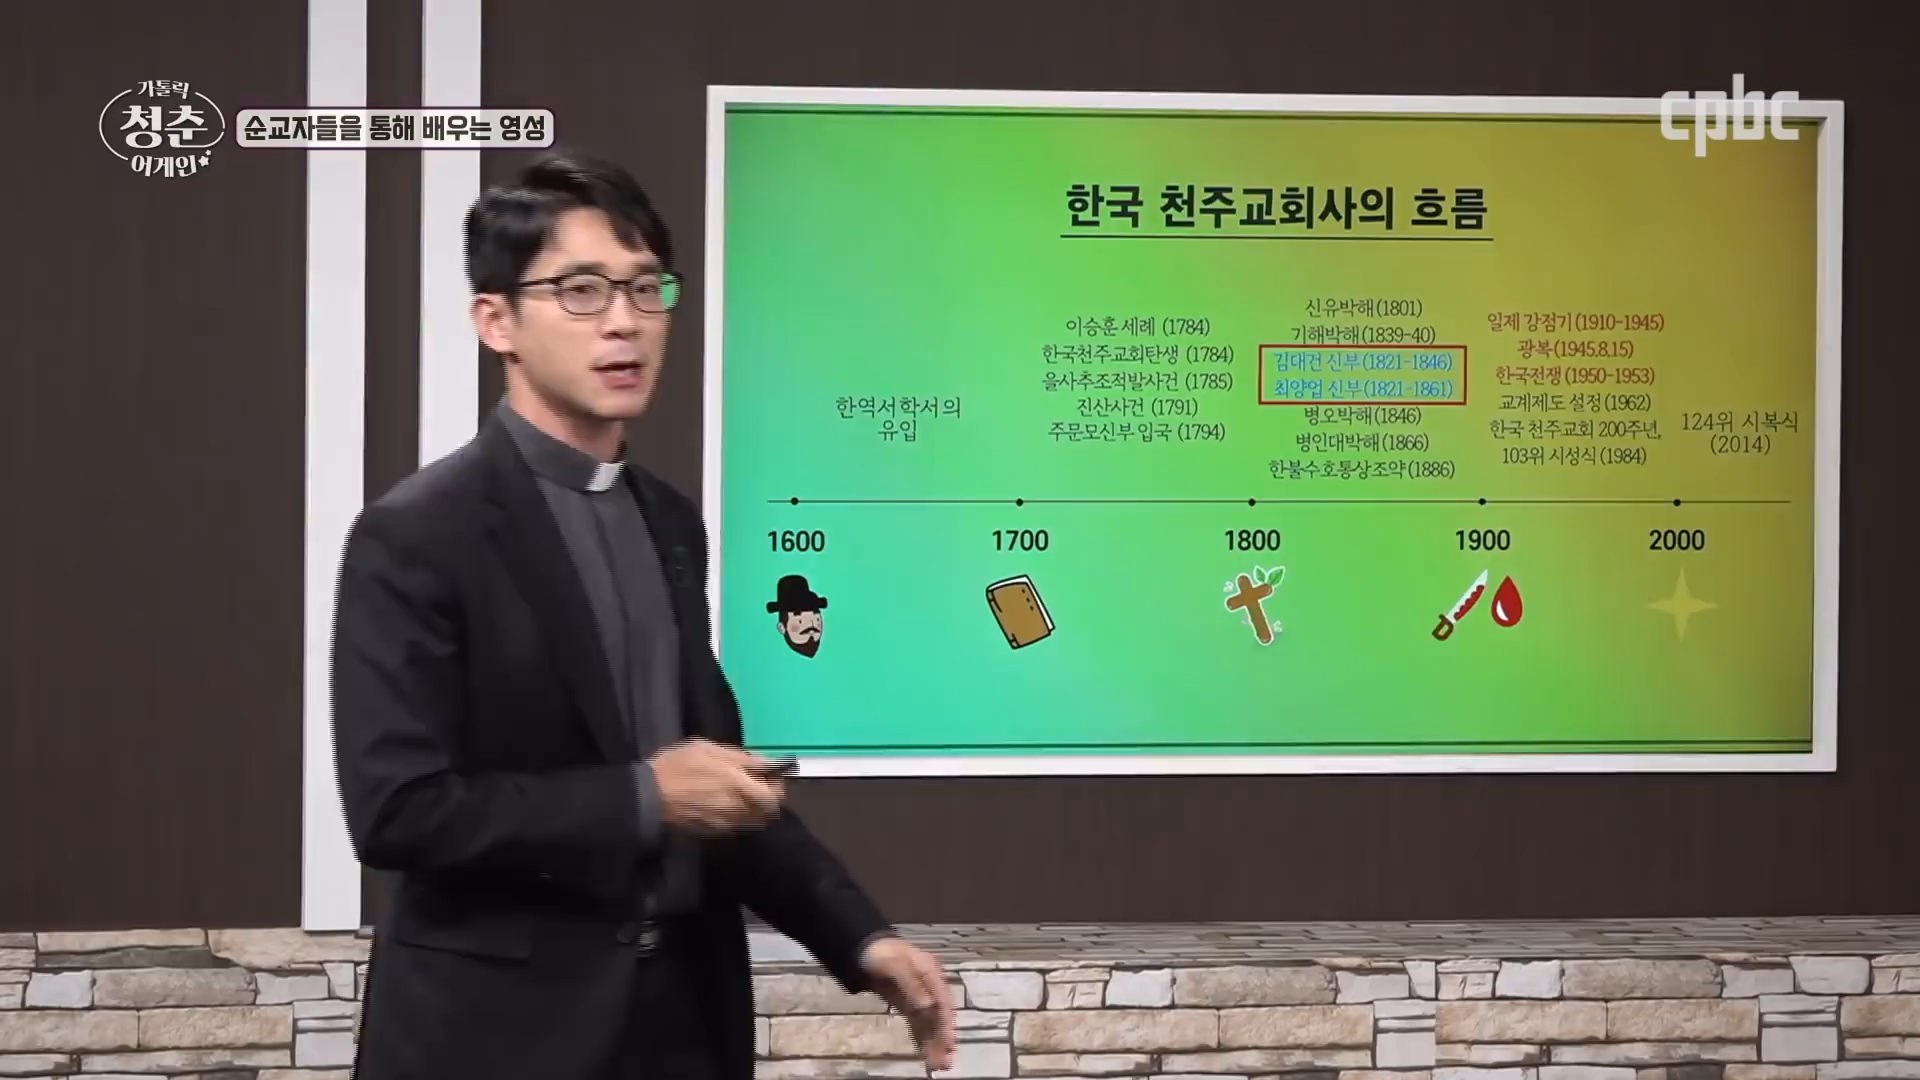 가톨릭
청춘
어게인
순교자들을 통해 배우는 영성
cpbc
한국 천주교회사의 흐름
한역서학서의
유입
이승훈 세례 (1784)
한국천주교회탄생 (1784)
을사추조적발사건 (1785)
진산사건 (1791)
주문모신부 입국 (1794)
신유박해(1801)
기해박해(1839-40)
김대건 신부(1821-1846)
최양업 신부(1821-1861)
병오박해(1846)
병인대박해(1866)
한불수호통상조약(1886)
일제 강점기(1910-1945)
광복(1945.8.15)
한국전쟁(1950-1953)
교계제도 설정(1962)
한국 천주교회 200주년,
103위 시성식(1984)
124위 시복식
(2014)
1600
1700
1800
1900
2000